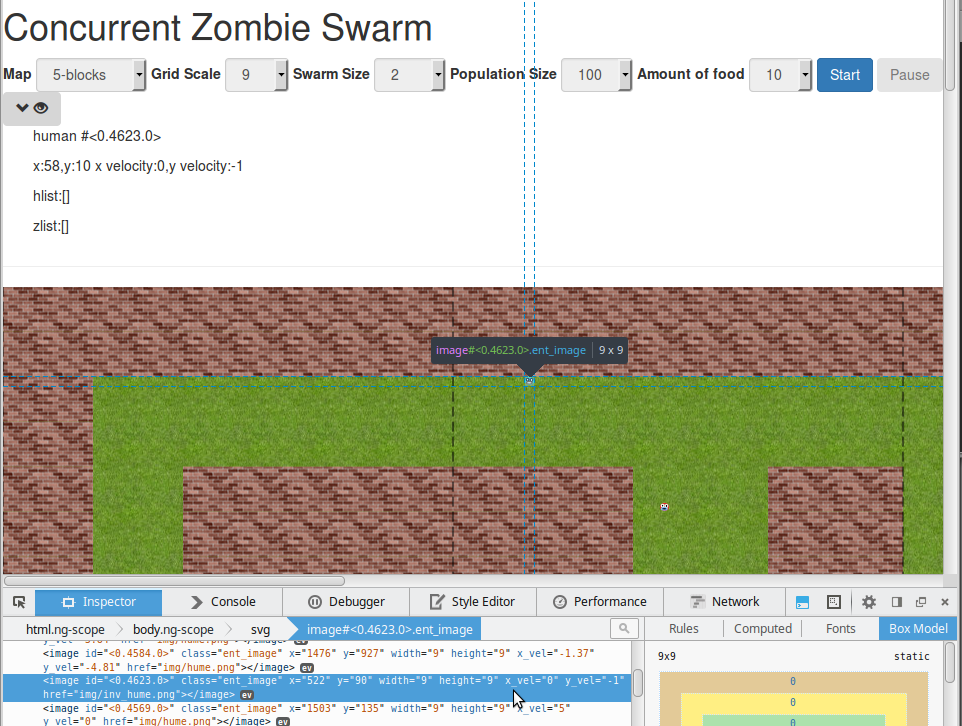 Concurrent Zombie Swarm
Map 5-blocks Grid Scale 9 Swarm Size 2 Population Size 100 Amount of food 10 Start Pause
human #<0.4623.0>
x:58,y:10 x velocity:0,y velocity:-1
hlist:[]
zlist:[]
image#<0.4623.0>.ent_image 9 x 9
Inspector Console Debugger Style Editor Performance Network
html.ng-scope body.ng-scope svg image#<0.4623.0>.ent_image Rules Computed Fonts Box Model
<image id="<0.4584.0>" class="ent_image" x="1476" y="927" width="9" height="9" x_vel="-1.37"
y_vel="-4.81" href="img/hume.png"></image> ev
<image id="<0.4623.0>" class="ent_image" x="522" y="90" width="9" height="9" x_vel="0" y_vel="-1"
href="img/inv_hume.png"></image> ev
<image id="<0.4569.0>" class="ent_image" x="1503" y="135" width="9" height="9" x_vel="5"
y_vel="0" href="img/hume.png"></image> ev
9x9 static
0
0
0